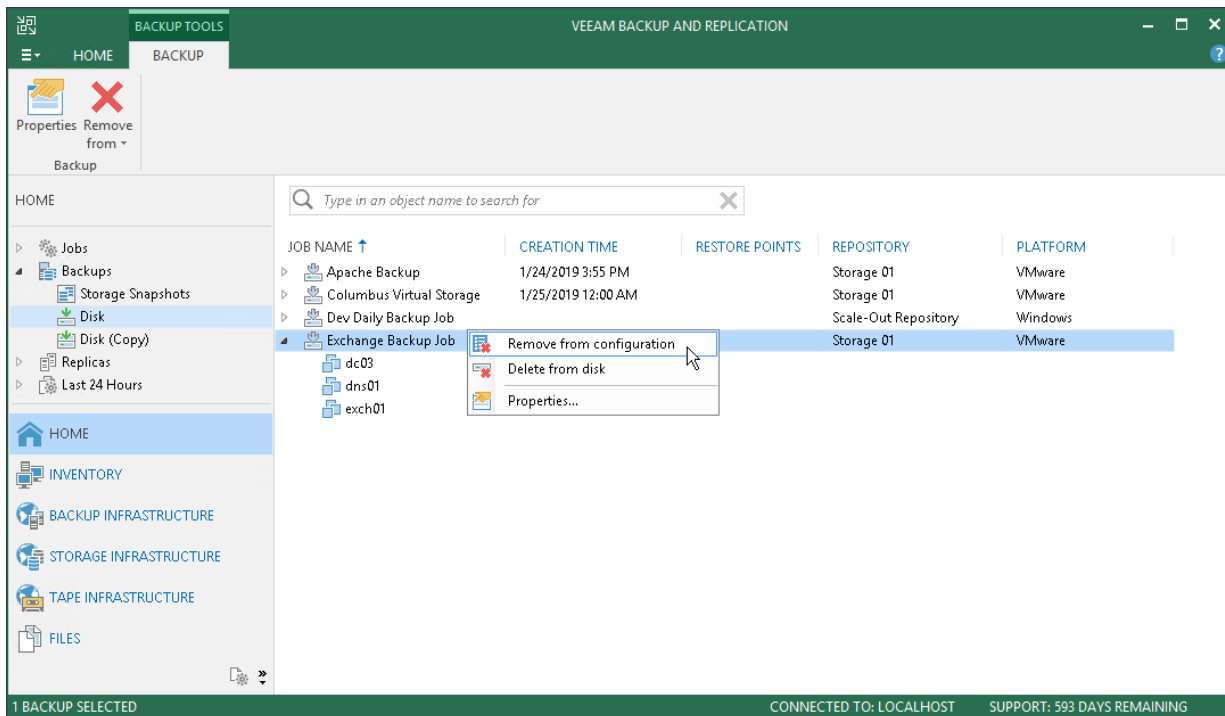 BACKUP TOOLS
VEEAM BACKUP AND REPLICATION
HOME BACKUP
Properties Remove from
Backup
HOME
Type in an object name to search for
Jobs
Backups
Storage Snapshots
Disk
Disk (Copy)
Replicas
Last 24 Hours
JOB NAME CREATION TIME RESTORE POINTS REPOSITORY PLATFORM
Apache Backup 1/24/2019 3:55 PM Storage 01 VMware
Columbus Virtual Storage 1/25/2019 12:00 AM Storage 01 VMware
Dev Daily Backup Job Scale-Out Repository Windows
Exchange Backup Job Storage 01 VMware
dc03
dns01
exch01
Remove from configuration
Delete from disk
Properties...
HOME
INVENTORY
BACKUP INFRASTRUCTURE
STORAGE INFRASTRUCTURE
TAPE INFRASTRUCTURE
FILES
1 BACKUP SELECTED CONNECTED TO: LOCALHOST SUPPORT: 593 DAYS REMAINING